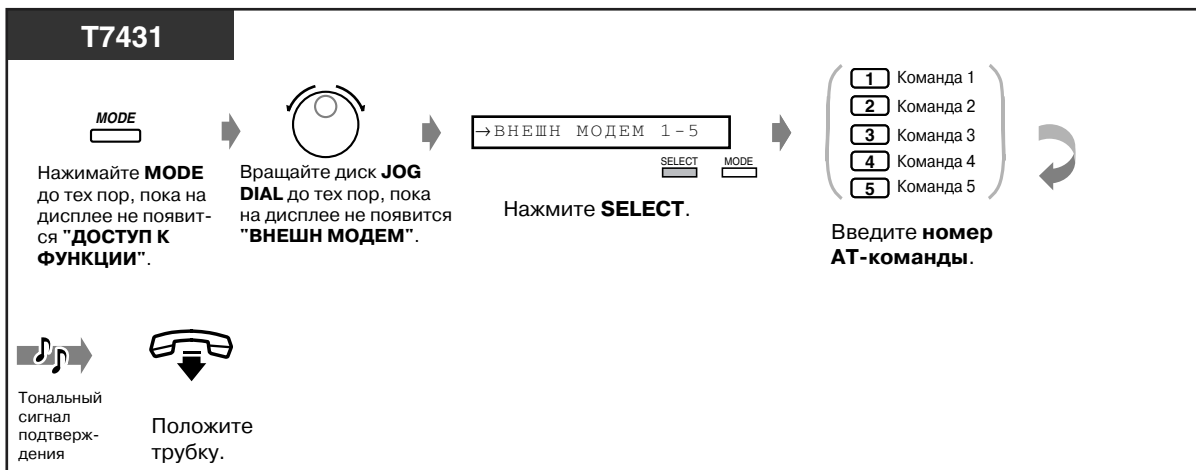 T7431
MODE
Нажимайте MODE
до тех пор, пока на
дисплее не появит-
ся "ДОСТУП К
ФУНКЦИИ".
Вращайте диск JOG
DIAL до тех пор, пока
на дисплее не появится
"ВНЕШН МОДЕМ".
→ВНЕШН МОДЕМ 1-5
SELECT MODE
Нажмите SELECT.
1 Команда 1
2 Команда 2
3 Команда 3
4 Команда 4
5 Команда 5
Введите номер
АТ-команды.
Тональный
сигнал
подтверж-
дения
Положите
трубку.